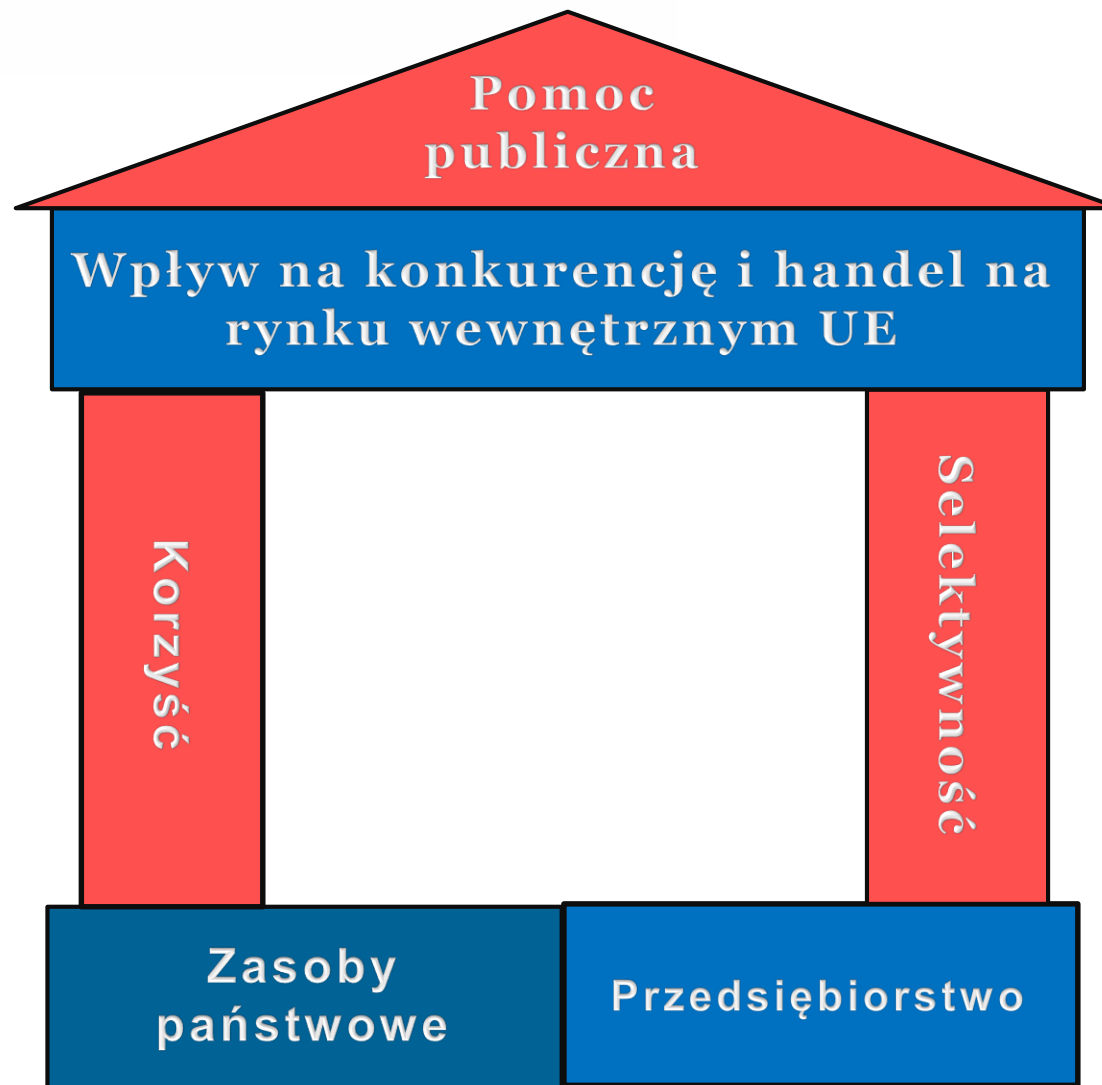 Pomoc
publiczna
Wpływ na konkurencję i handel na
rynku wewnętrznym UE
Korzyść
Selektywność
Zasoby
państwowe
Przedsiębiorstwo